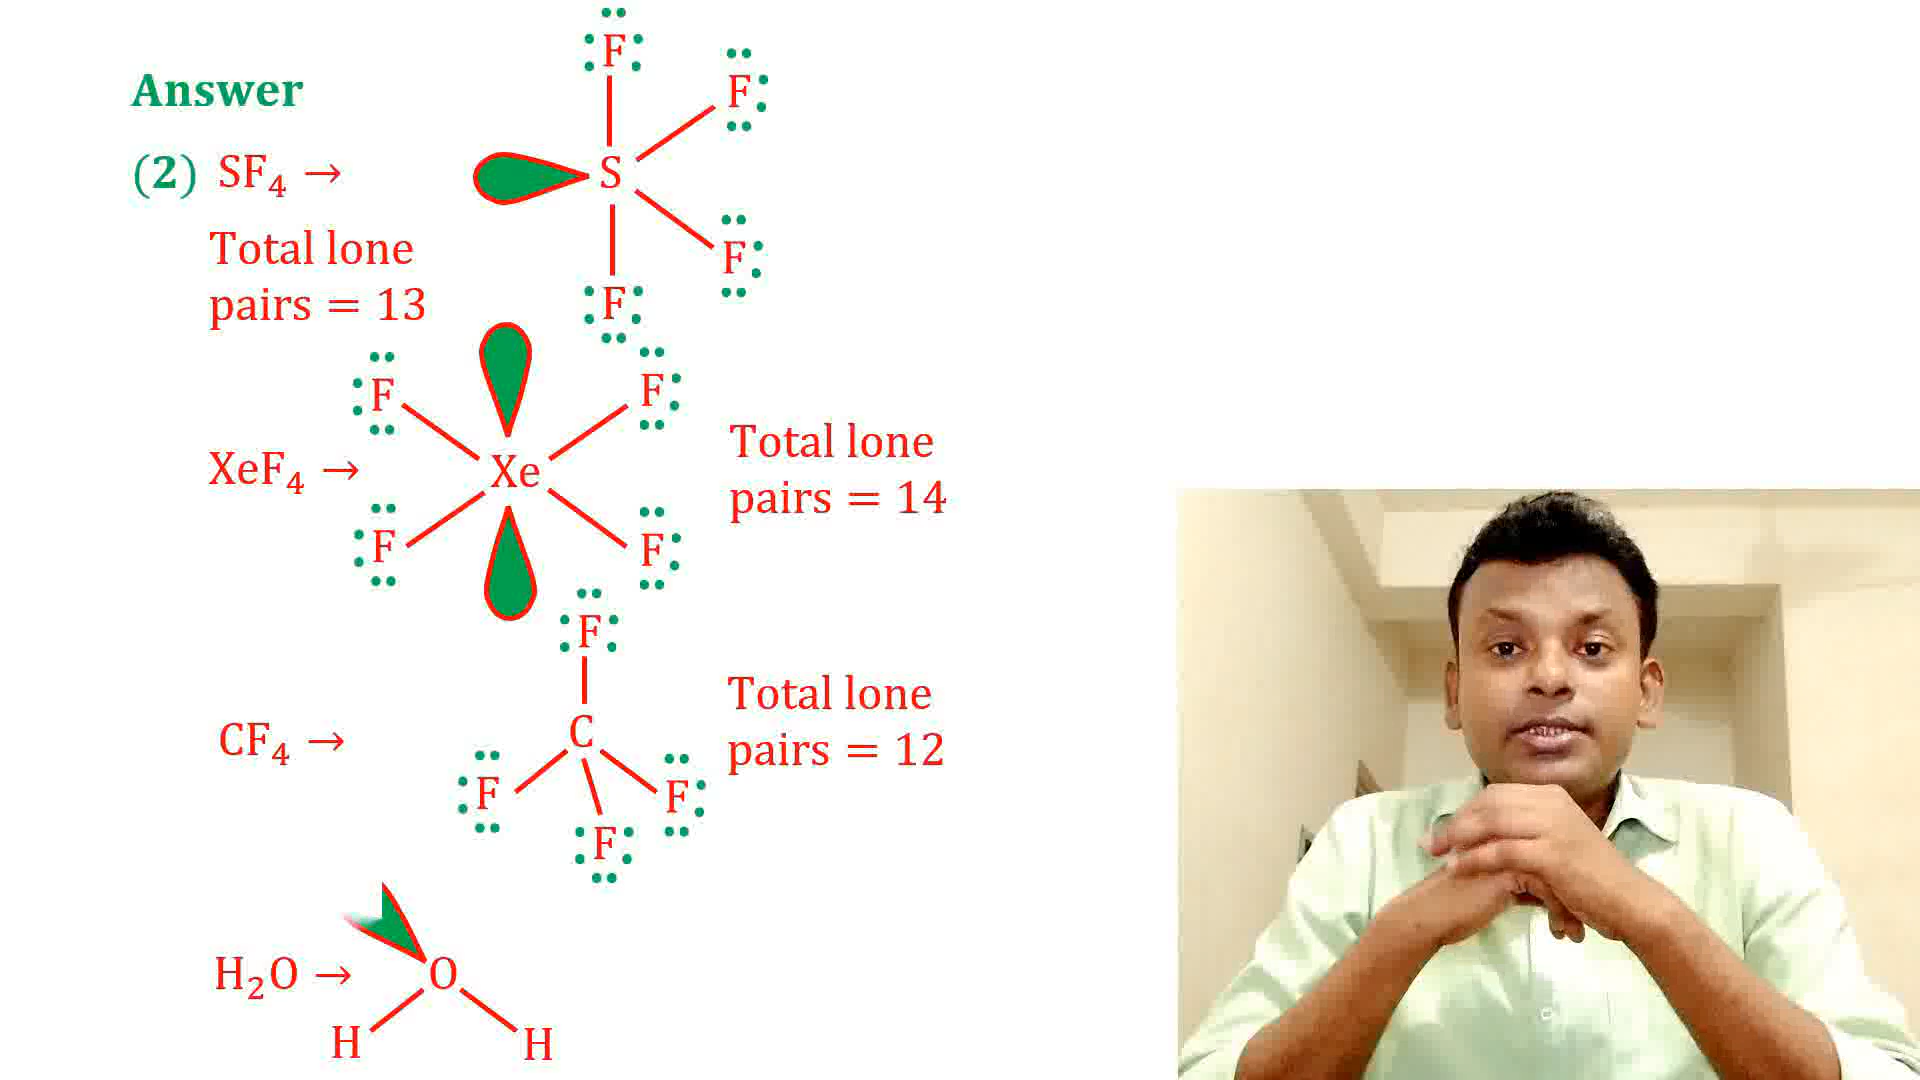 Answer
(2) SF₄ →
Total lone
pairs = 13
F
F
S
F
F
XeF₄ →
F
F
Xe
F
F
Total lone
pairs = 14
CF₄ →
F
C
F
F
F
Total lone
pairs = 12
H₂O →
O
H
H